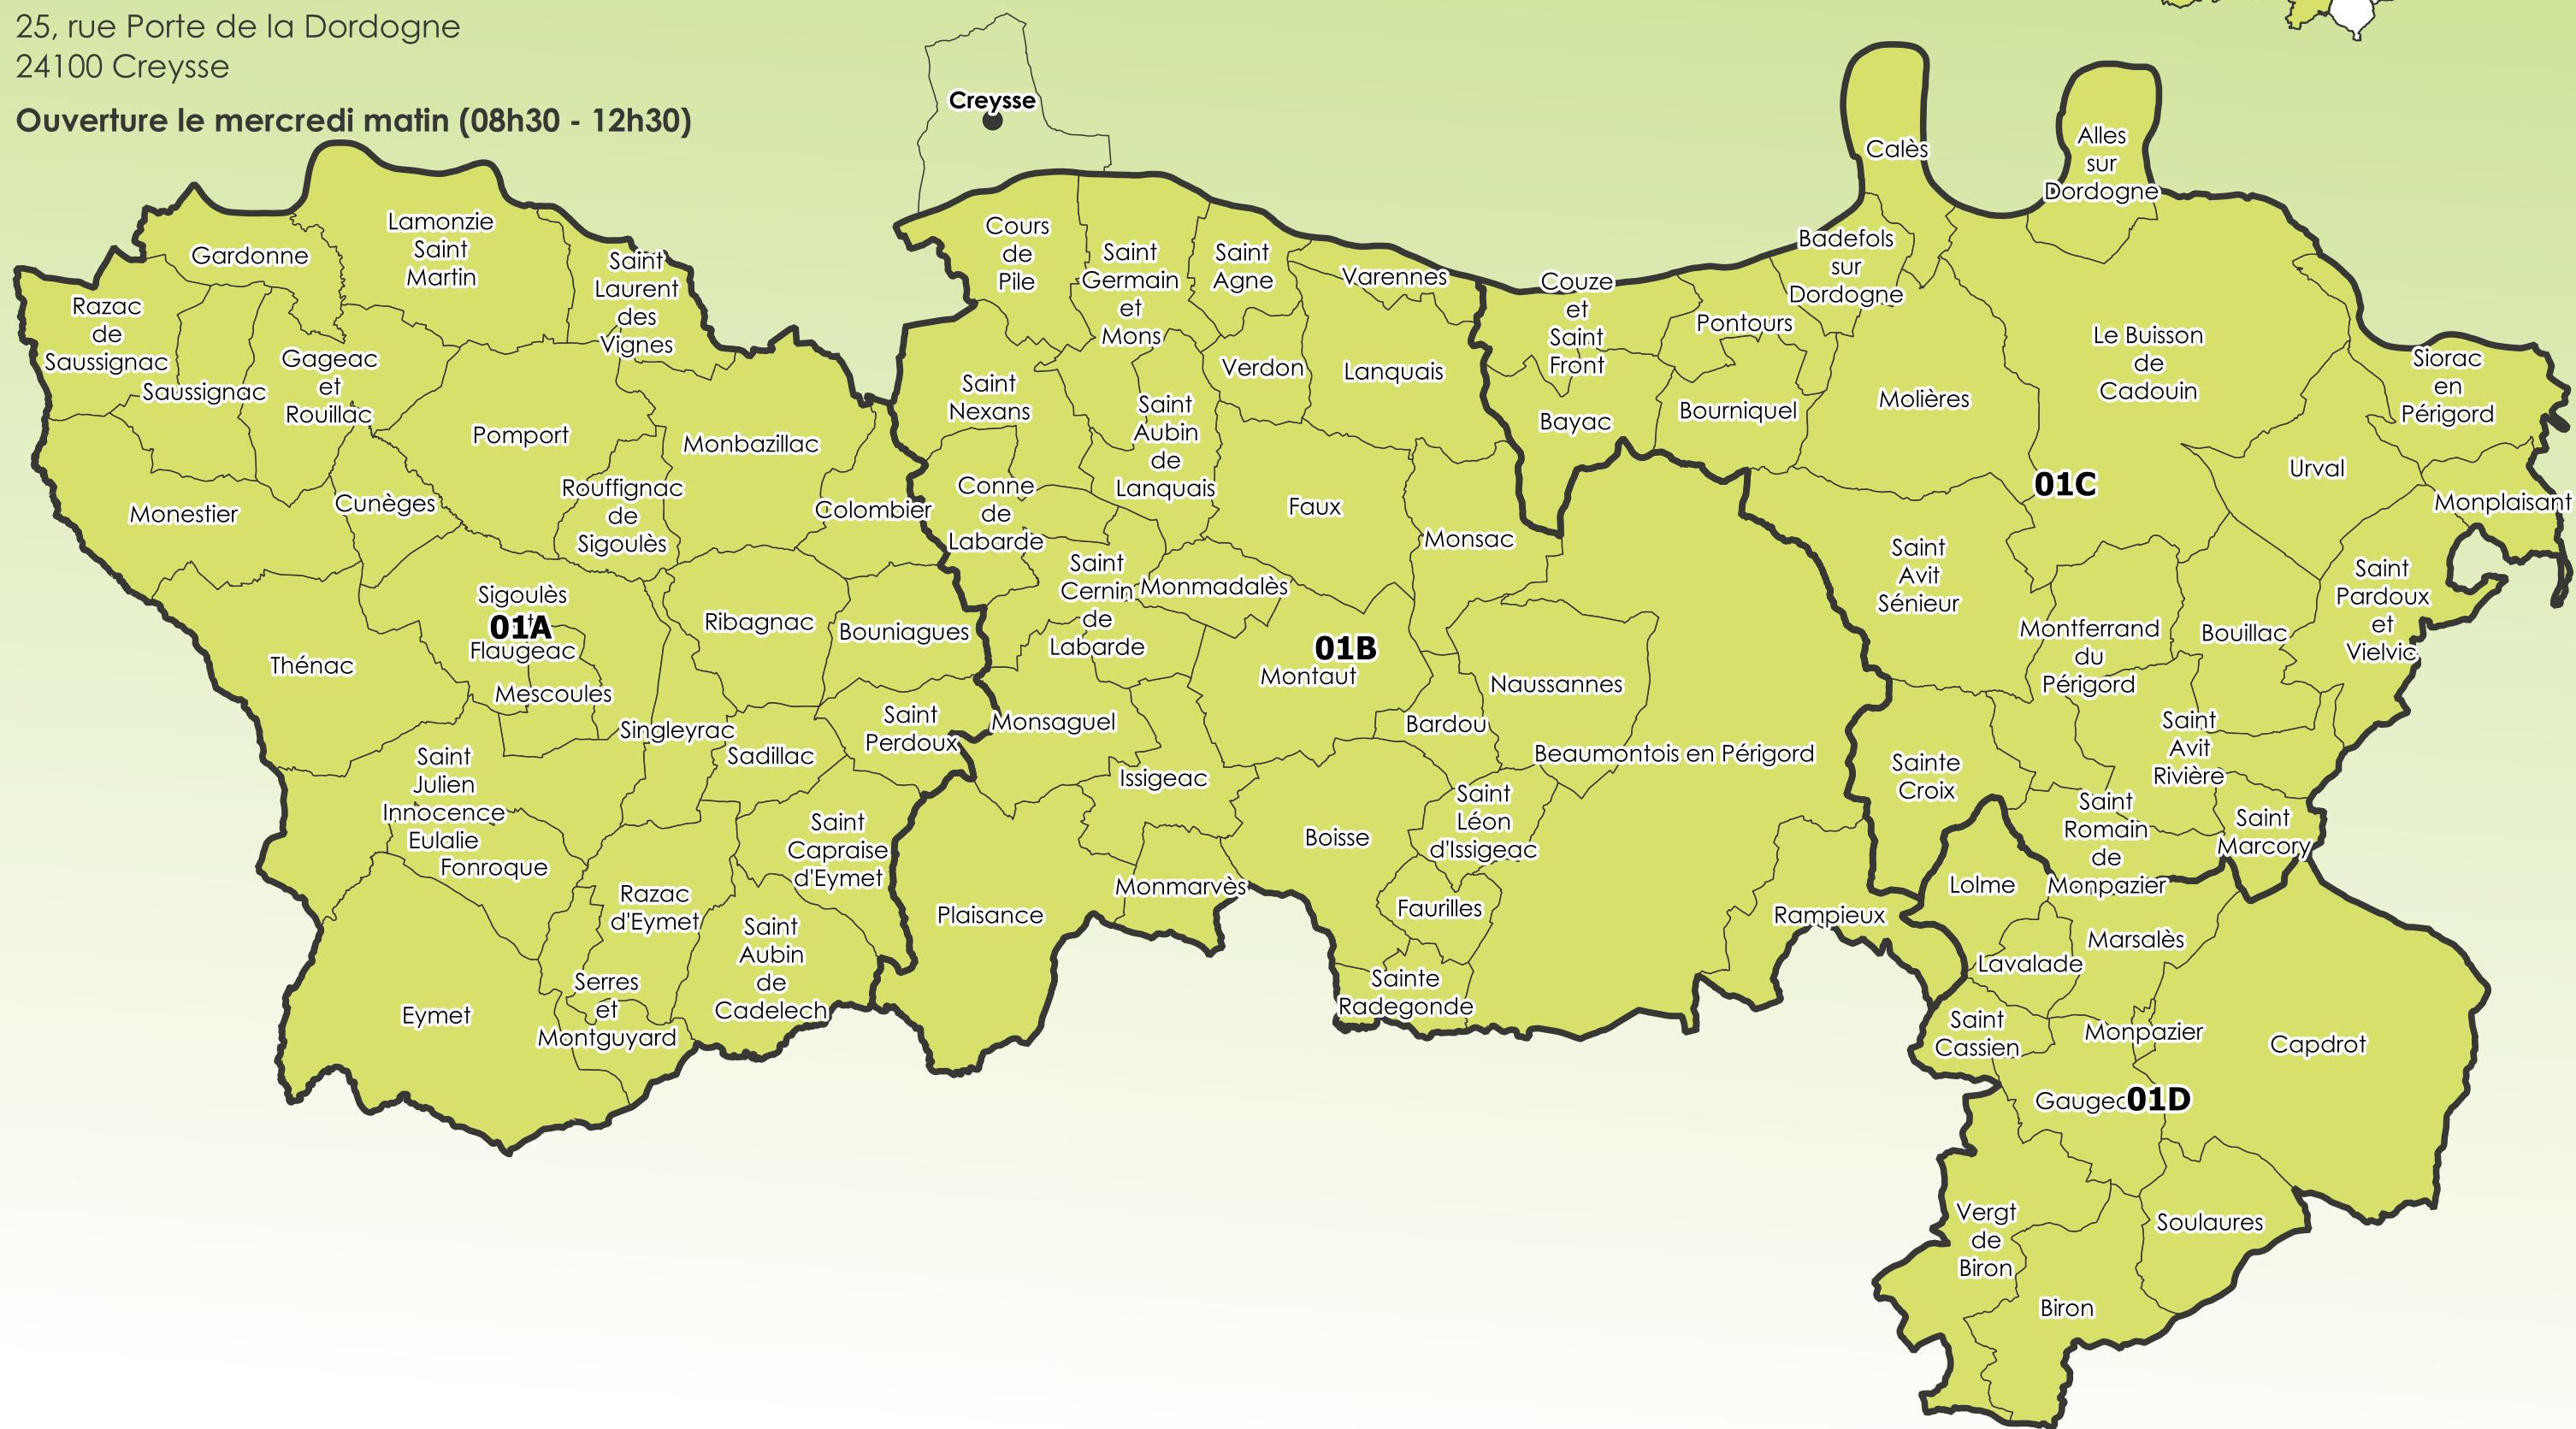 25, rue Porte de la Dordogne
24100 Creysse
Ouverture le mercredi matin (08h30 - 12h30)
Creysse
Calès
Alles
sur
Dordogne
Gardonne
Lamonzie
Saint
Martin
Saint
Laurent
des
Vignes
Razac
de
Saussignac
Saussignac
Gageac
et
Rouillac
Pomport
Monbazillac
Monestier
Cunèges
Rouffignac
de
Sigoulès
Colombier
Sigoulès
01A
Flaugeac
Mescoules
Thénac
Ribagnac
Bouniagues
Singleyrac
Sadillac
Saint
Perdoux
Saint
Julien
Innocence
Eulalie
Fonroque
Razac
d'Eymet
Saint
Capraise
d'Eymet
Saint
Aubin
de
Cadelech
Eymet
Serres
et
Montguyard
Cours
de
Pile
Saint
Germain
et
Mons
Saint
Agne
Varennes
Saint
Nexans
Verdon
Lanquais
Saint
Aubin
de
Lanquais
Conne
de
Labarde
Faux
Monsac
Saint
Cernin
de
Labarde
Monmadalès
01B
Montaut
Naussannes
Bardou
Monsaguel
Issigeac
Beaumontois en Périgord
Boisse
Saint
Léon
d'Issigeac
Plaisance
Monmarvès
Faurilles
Sainte
Radegonde
Rampieux
Couze
et
Saint
Front
Badefols
sur
Dordogne
Pontours
Bayac
Bourniquel
Molières
Le Buisson
de
Cadouin
Siorac
en
Périgord
01C
Urval
Monplaisant
Saint
Avit
Sénieur
Montferrand
du
Périgord
Bouillac
Saint
Pardoux
et
Vielvic
Sainte
Croix
Saint
Avit
Rivière
Saint
Romain
de
Monpazier
Saint
Marcory
Lolme
Marsalès
Lavalade
Saint
Cassien
Monpazier
Capdrot
Gaugeac
01D
Vergt
de
Biron
Soulaures
Biron